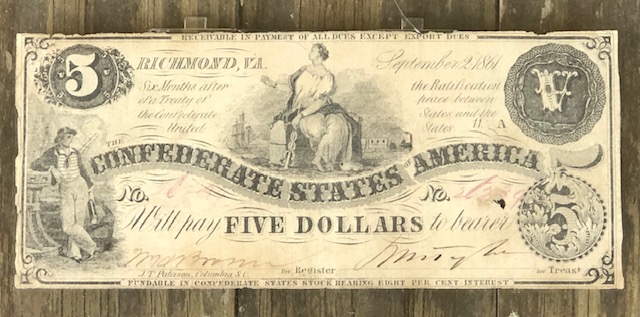 RECEIVABLE IN PAYMENT OF ALL DUES EXCEPT EXPORT DUES
5
RICHMOND, VA.
September 2, 1861
Six Months after
the Ratification
of a Treaty of
peace between
the Confederate
States and the
United
States
11 A
THE
CONFEDERATE STATES OF AMERICA
No.
No.
Will pay FIVE DOLLARS to bearer
5
J.T. Paterson, Columbia S.C.
for Register
for Treasr
FUNDABLE IN CONFEDERATE STATES STOCK BEARING EIGHT PER CENT INTEREST